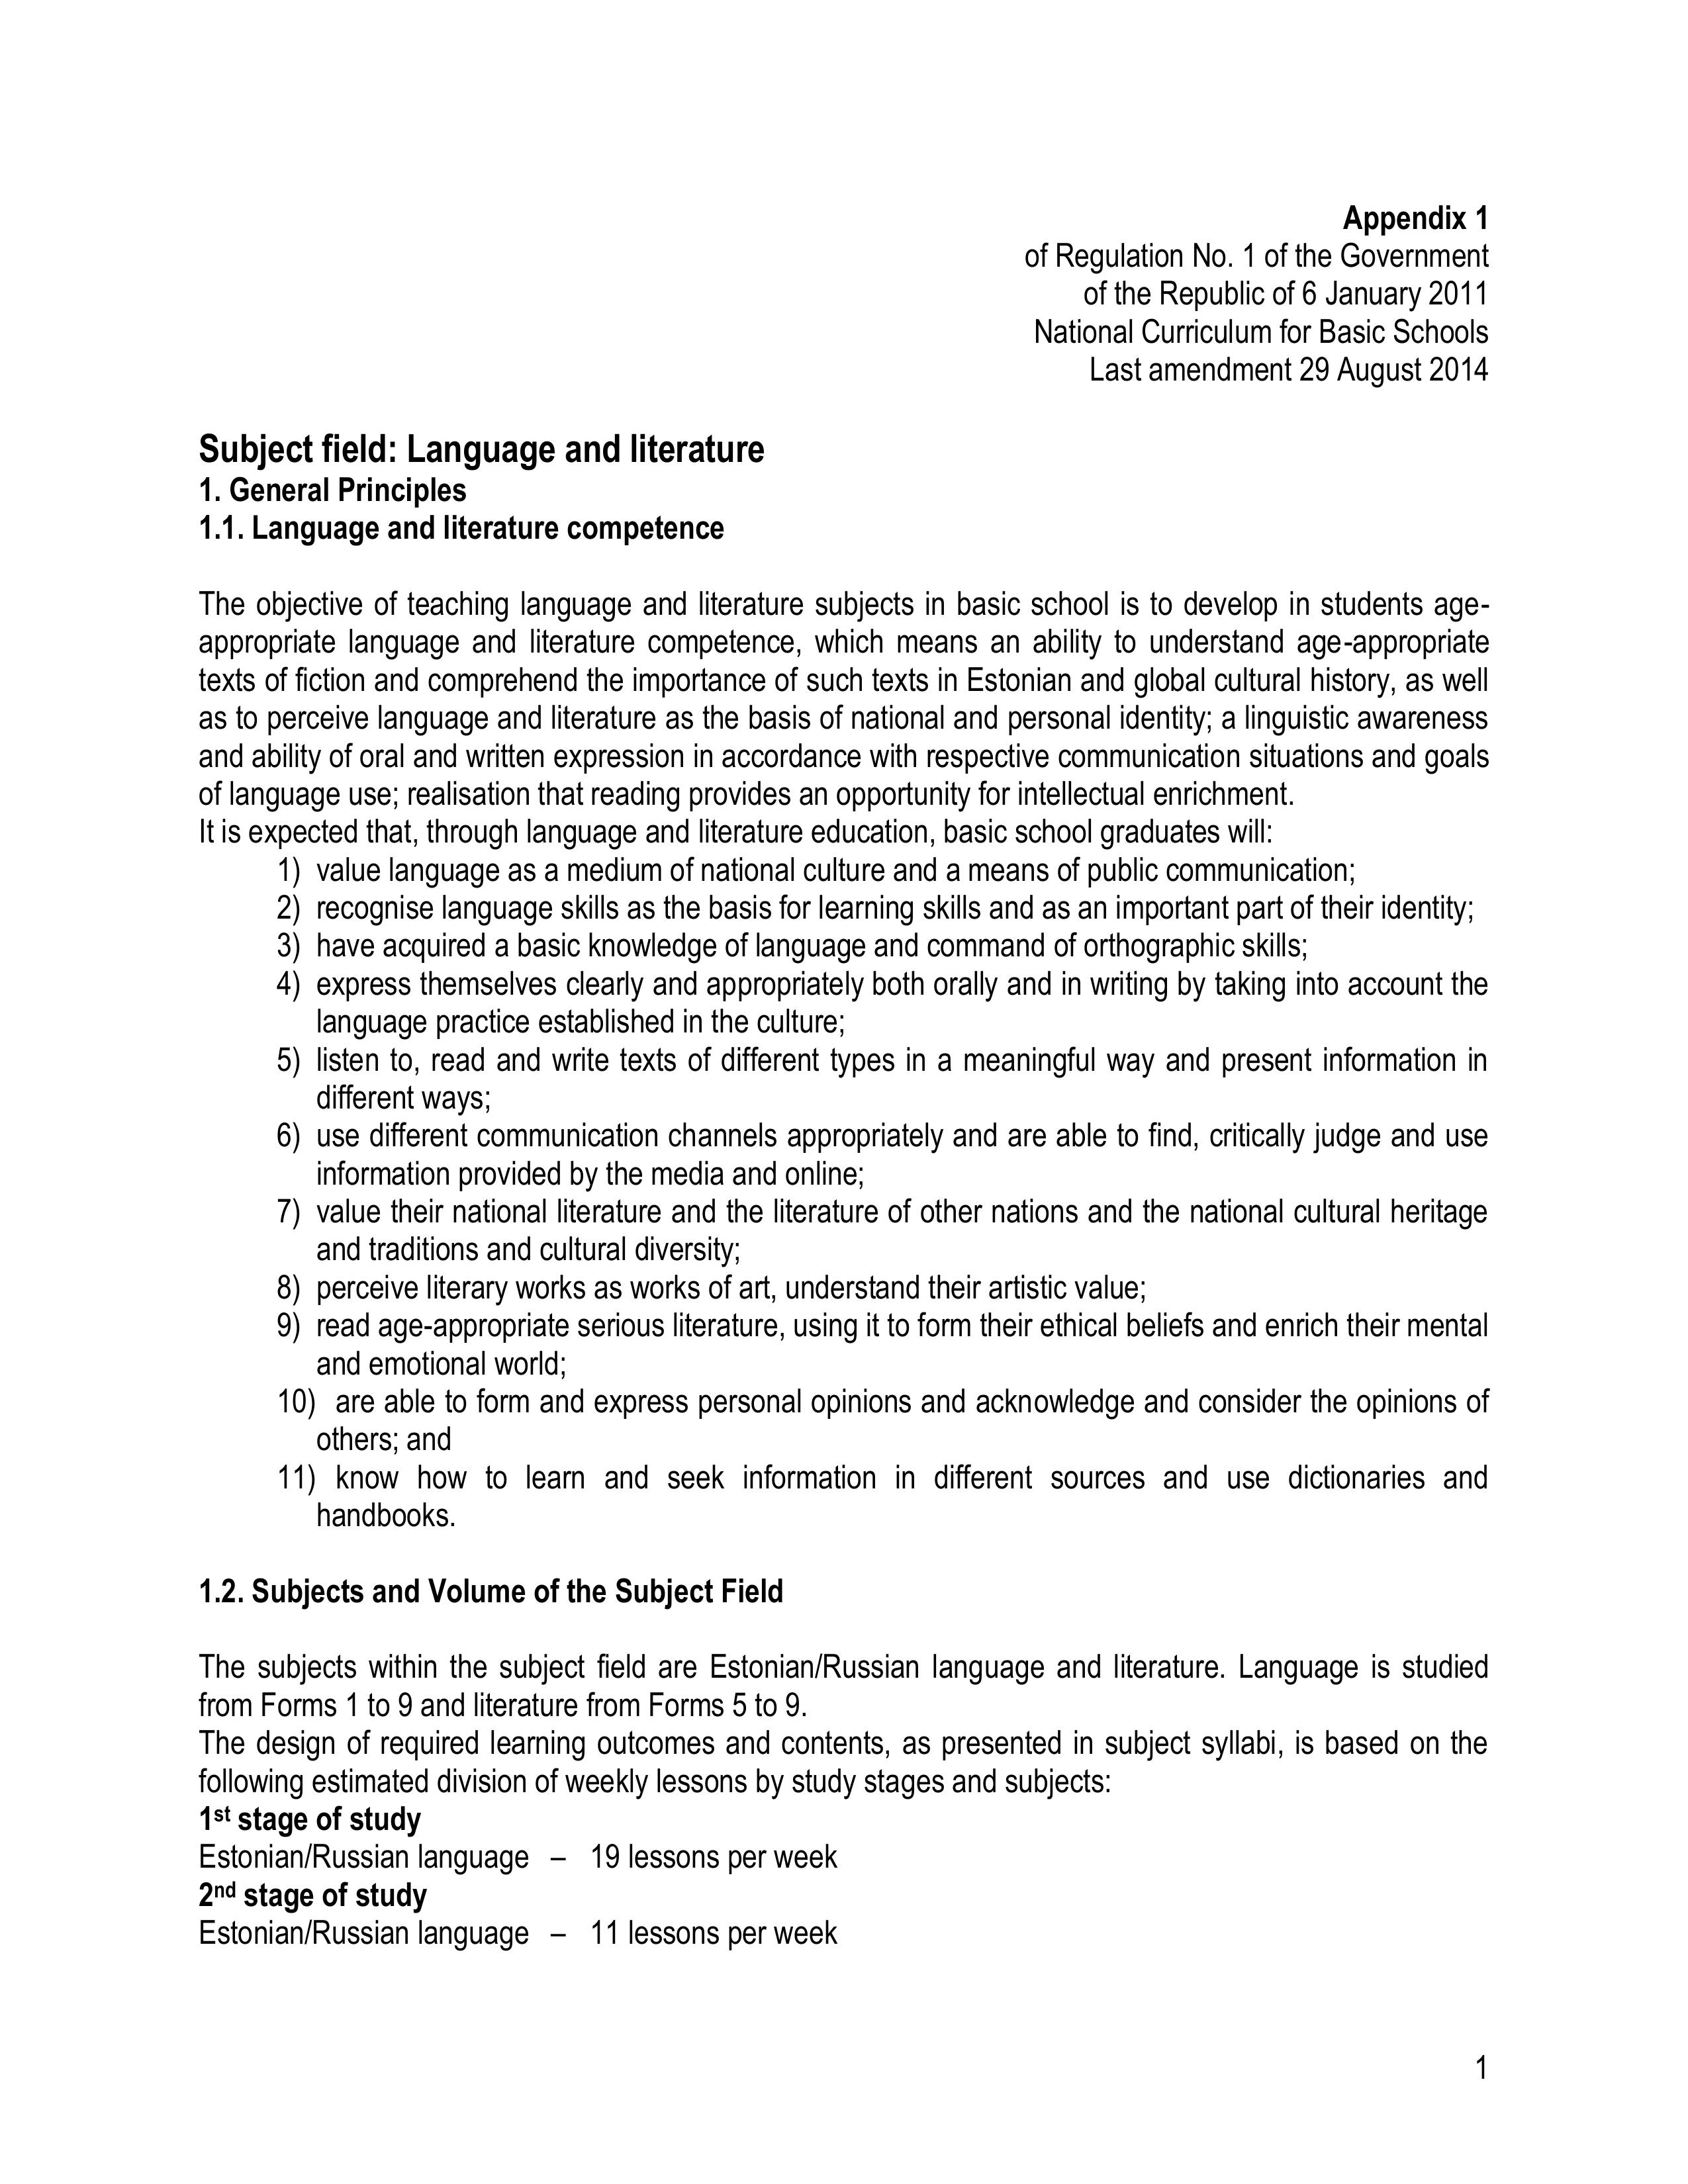 Appendix 1
of Regulation No. 1 of the Government
of the Republic of 6 January 2011
National Curriculum for Basic Schools
Last amendment 29 August 2014
Subject field: Language and literature
1. General Principles
1.1. Language and literature competence
The objective of teaching language and literature subjects in basic school is to develop in students age-
appropriate language and literature competence, which means an ability to understand age-appropriate
texts of fiction and comprehend the importance of such texts in Estonian and global cultural history, as well
as to perceive language and literature as the basis of national and personal identity; a linguistic awareness
and ability of oral and written expression in accordance with respective communication situations and goals
of language use; realisation that reading provides an opportunity for intellectual enrichment.
It is expected that, through language and literature education, basic school graduates will:
1) value language as a medium of national culture and a means of public communication;
2) recognise language skills as the basis for learning skills and as an important part of their identity;
3) have acquired a basic knowledge of language and command of orthographic skills;
4) express themselves clearly and appropriately both orally and in writing by taking into account the
language practice established in the culture;
5) listen to, read and write texts of different types in a meaningful way and present information in
different ways;
6) use different communication channels appropriately and are able to find, critically judge and use
information provided by the media and online;
7) value their national literature and the literature of other nations and the national cultural heritage
and traditions and cultural diversity;
8) perceive literary works as works of art, understand their artistic value;
9) read age-appropriate serious literature, using it to form their ethical beliefs and enrich their mental
and emotional world;
10) are able to form and express personal opinions and acknowledge and consider the opinions of
others; and
11) know how to learn and seek information in different sources and use dictionaries and
handbooks.
1.2. Subjects and Volume of the Subject Field
The subjects within the subject field are Estonian/Russian language and literature. Language is studied
from Forms 1 to 9 and literature from Forms 5 to 9.
The design of required learning outcomes and contents, as presented in subject syllabi, is based on the
following estimated division of weekly lessons by study stages and subjects:
1st stage of study
Estonian/Russian language – 19 lessons per week
2nd stage of study
Estonian/Russian language – 11 lessons per week
1